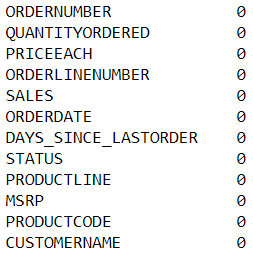 ORDERNUMBER 0
QUANTITYORDERED 0
PRICEEACH 0
ORDERLINENUMBER 0
SALES 0
ORDERDATE 0
DAYS_SINCE_LASTORDER 0
STATUS 0
PRODUCTLINE 0
MSRP 0
PRODUCTCODE 0
CUSTOMERNAME 0